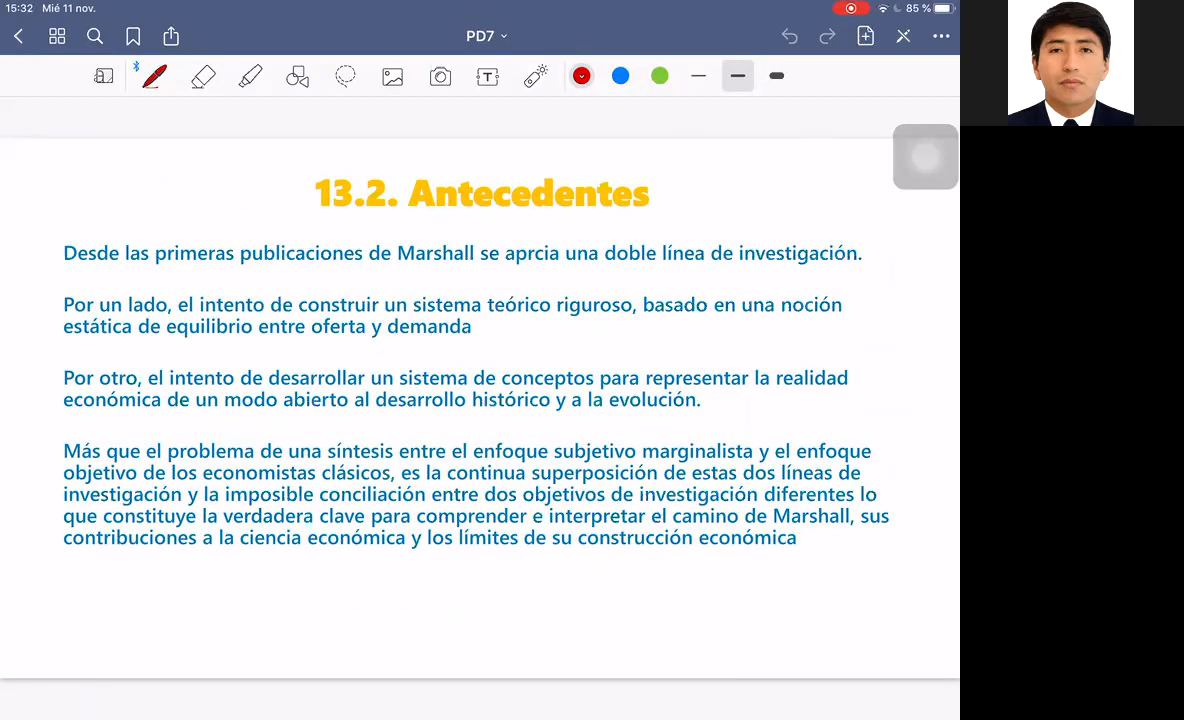 15:32 Mié 11 nov. 85 %
PD7
T
13.2. Antecedentes
Desde las primeras publicaciones de Marshall se aprcia una doble línea de investigación.
Por un lado, el intento de construir un sistema teórico riguroso, basado en una noción
estática de equilibrio entre oferta y demanda
Por otro, el intento de desarrollar un sistema de conceptos para representar la realidad
económica de un modo abierto al desarrollo histórico y a la evolución.
Más que el problema de una síntesis entre el enfoque subjetivo marginalista y el enfoque
objetivo de los economistas clásicos, es la continua superposición de estas dos líneas de
investigación y la imposible conciliación entre dos objetivos de investigación diferentes lo
que constituye la verdadera clave para comprender e interpretar el camino de Marshall, sus
contribuciones a la ciencia económica y los límites de su construcción económica